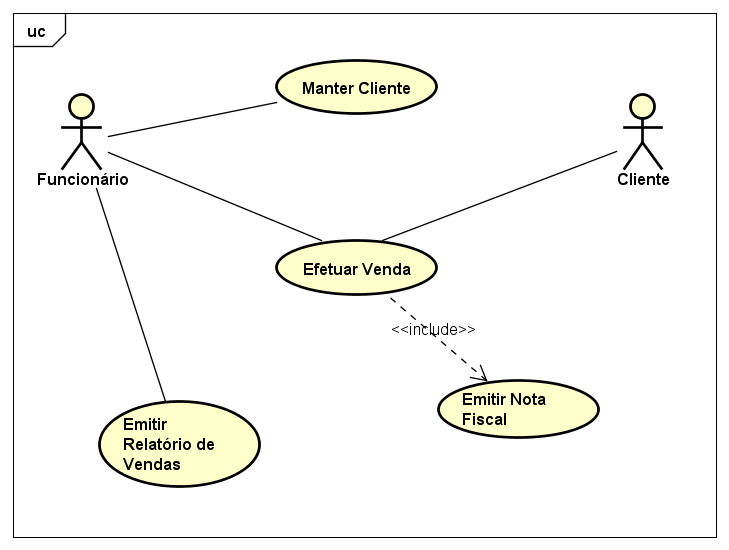 uc
Manter Cliente
Funcionário
Cliente
Efetuar Venda
<<include>>
Emitir Nota
Fiscal
Emitir
Relatório de
Vendas